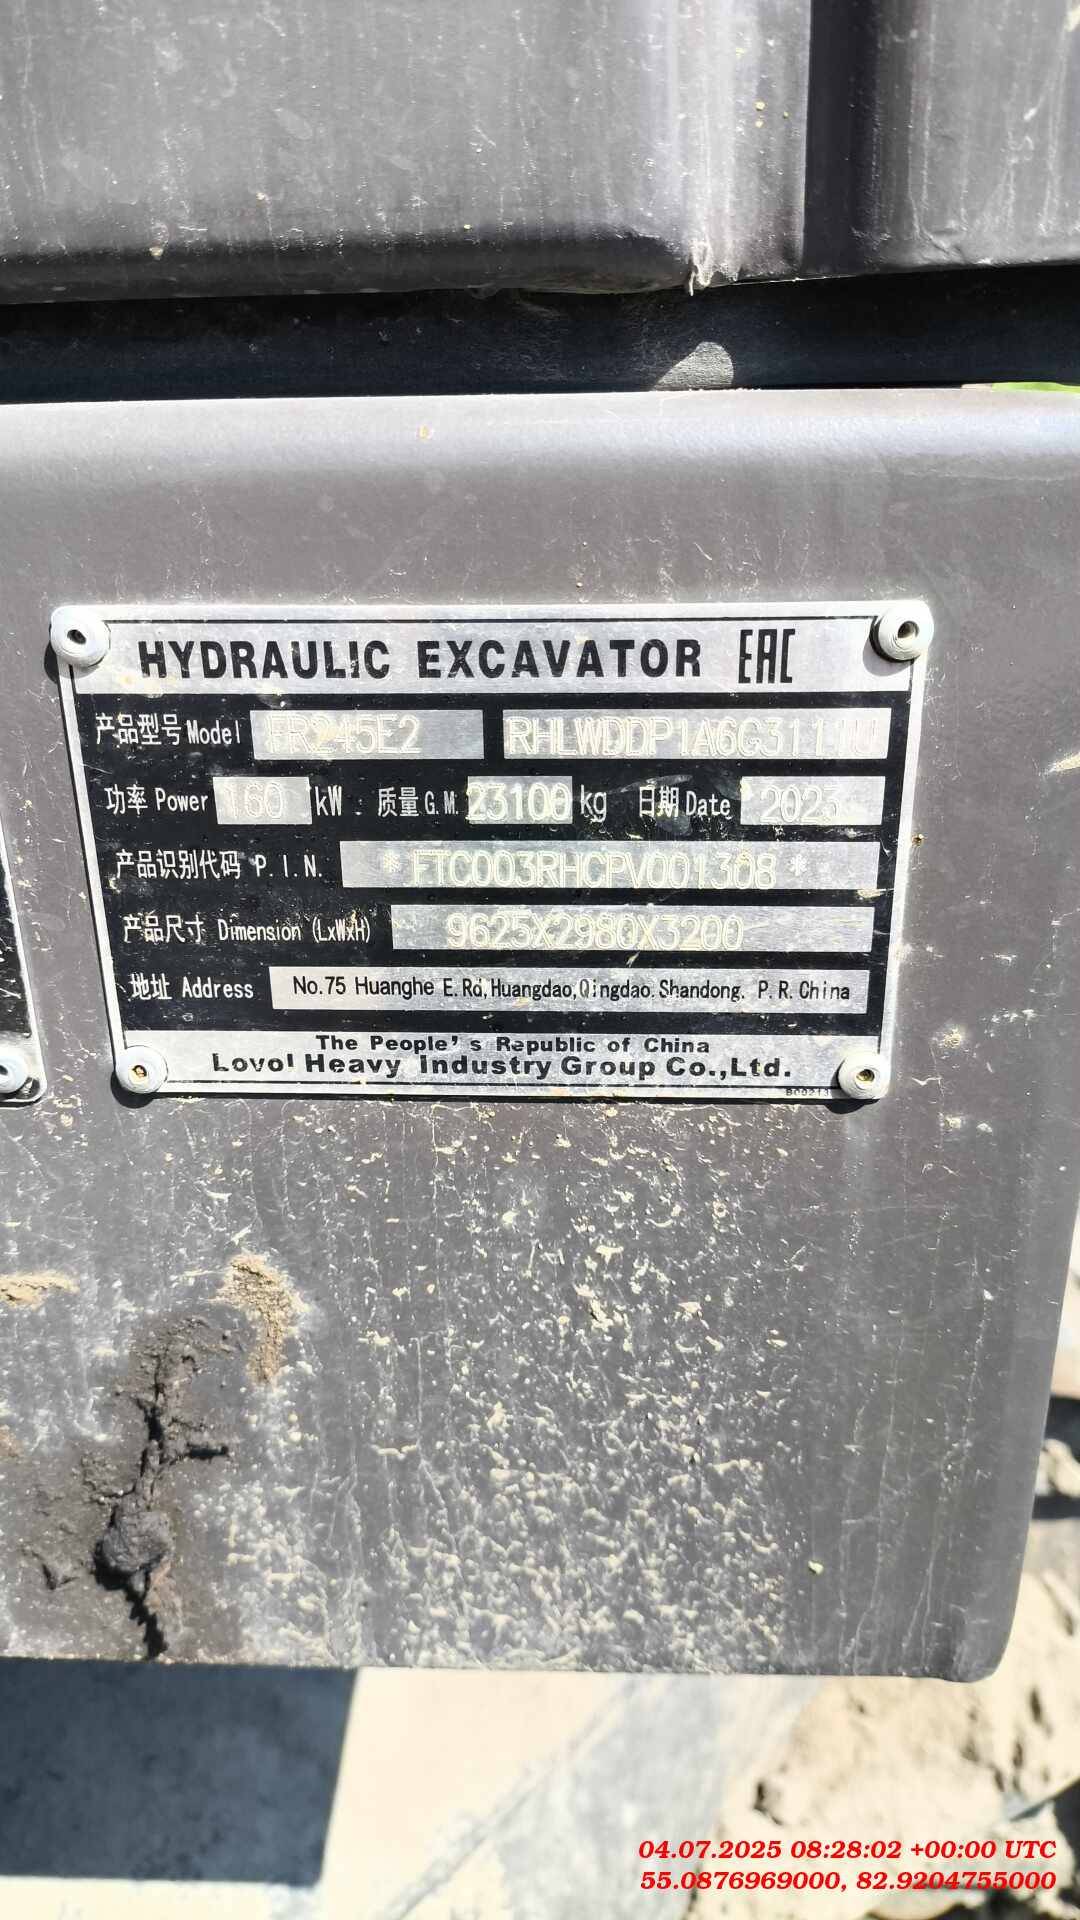 HYDRAULIC EXCAVATOR EAC
产品型号 Model FR245E2
功率 Power 160 kW 质量 G.M. 23100 kg 日期 Date
产品识别代码 P.I.N. *FTC003RHCPV001308*
产品尺寸 Dimension (LxWxH) 9625X2980X3200
地址 Address No.75 Huanghe E.Rd,Huangdao,Qingdao.Shandong. P.R.China
The People's Republic of China
Lovol Heavy Industry Group Co.,Ltd.
04.07.2025 08:28:02 +00:00 UTC
55.0876969000, 82.9204755000